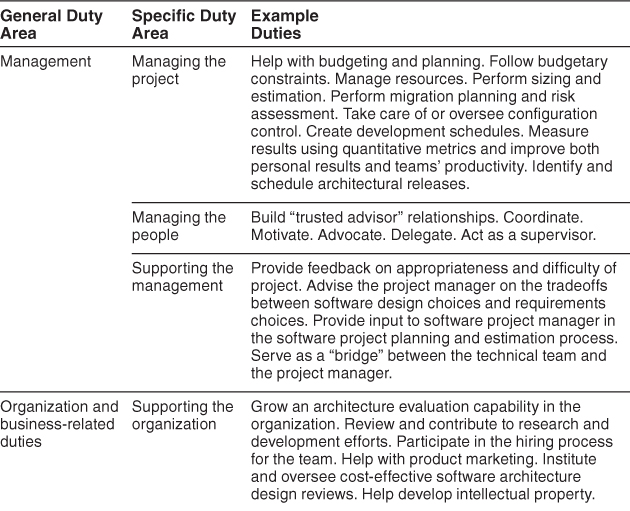 General Duty Specific Duty Example
Area Area Duties
Management Managing the Help with budgeting and planning. Follow budgetary
project constraints. Manage resources. Perform sizing and
estimation. Perform migration planning and risk
assessment. Take care of or oversee configuration
control. Create development schedules. Measure
results using quantitative metrics and improve both
personal results and teams’ productivity. Identify and
schedule architectural releases.
Managing the Build “trusted advisor” relationships. Coordinate.
people Motivate. Advocate. Delegate. Act as a supervisor.
Supporting the Provide feedback on appropriateness and difficulty of
management project. Advise the project manager on the tradeoffs
between software design choices and requirements
choices. Provide input to software project manager in
the software project planning and estimation process.
Serve as a “bridge” between the technical team and
the project manager.
Organization and Supporting the Grow an architecture evaluation capability in the
business-related organization organization. Review and contribute to research and
duties development efforts. Participate in the hiring process
for the team. Help with product marketing. Institute
and oversee cost-effective software architecture
design reviews. Help develop intellectual property.